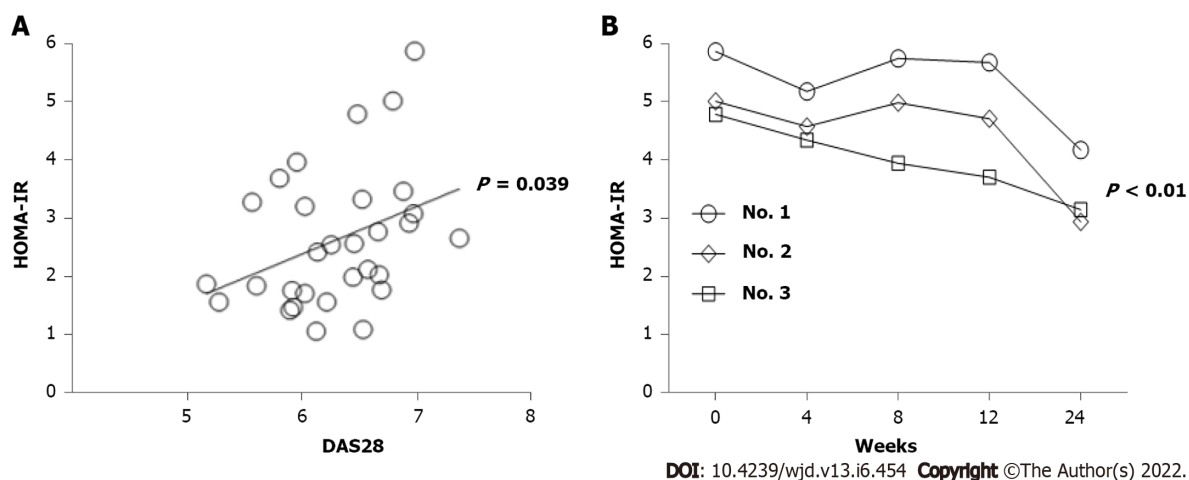 A
HOMA-IR
6
5
4
3
2
1
0
P = 0.039
5
6
7
8
DAS28
B
HOMA-IR
6
5
4
3
2
1
0
No. 1
No. 2
No. 3
P < 0.01
0
4
8
12
24
Weeks
DOI: 10.4239/wjd.v13.i6.454 Copyright ©The Author(s) 2022.